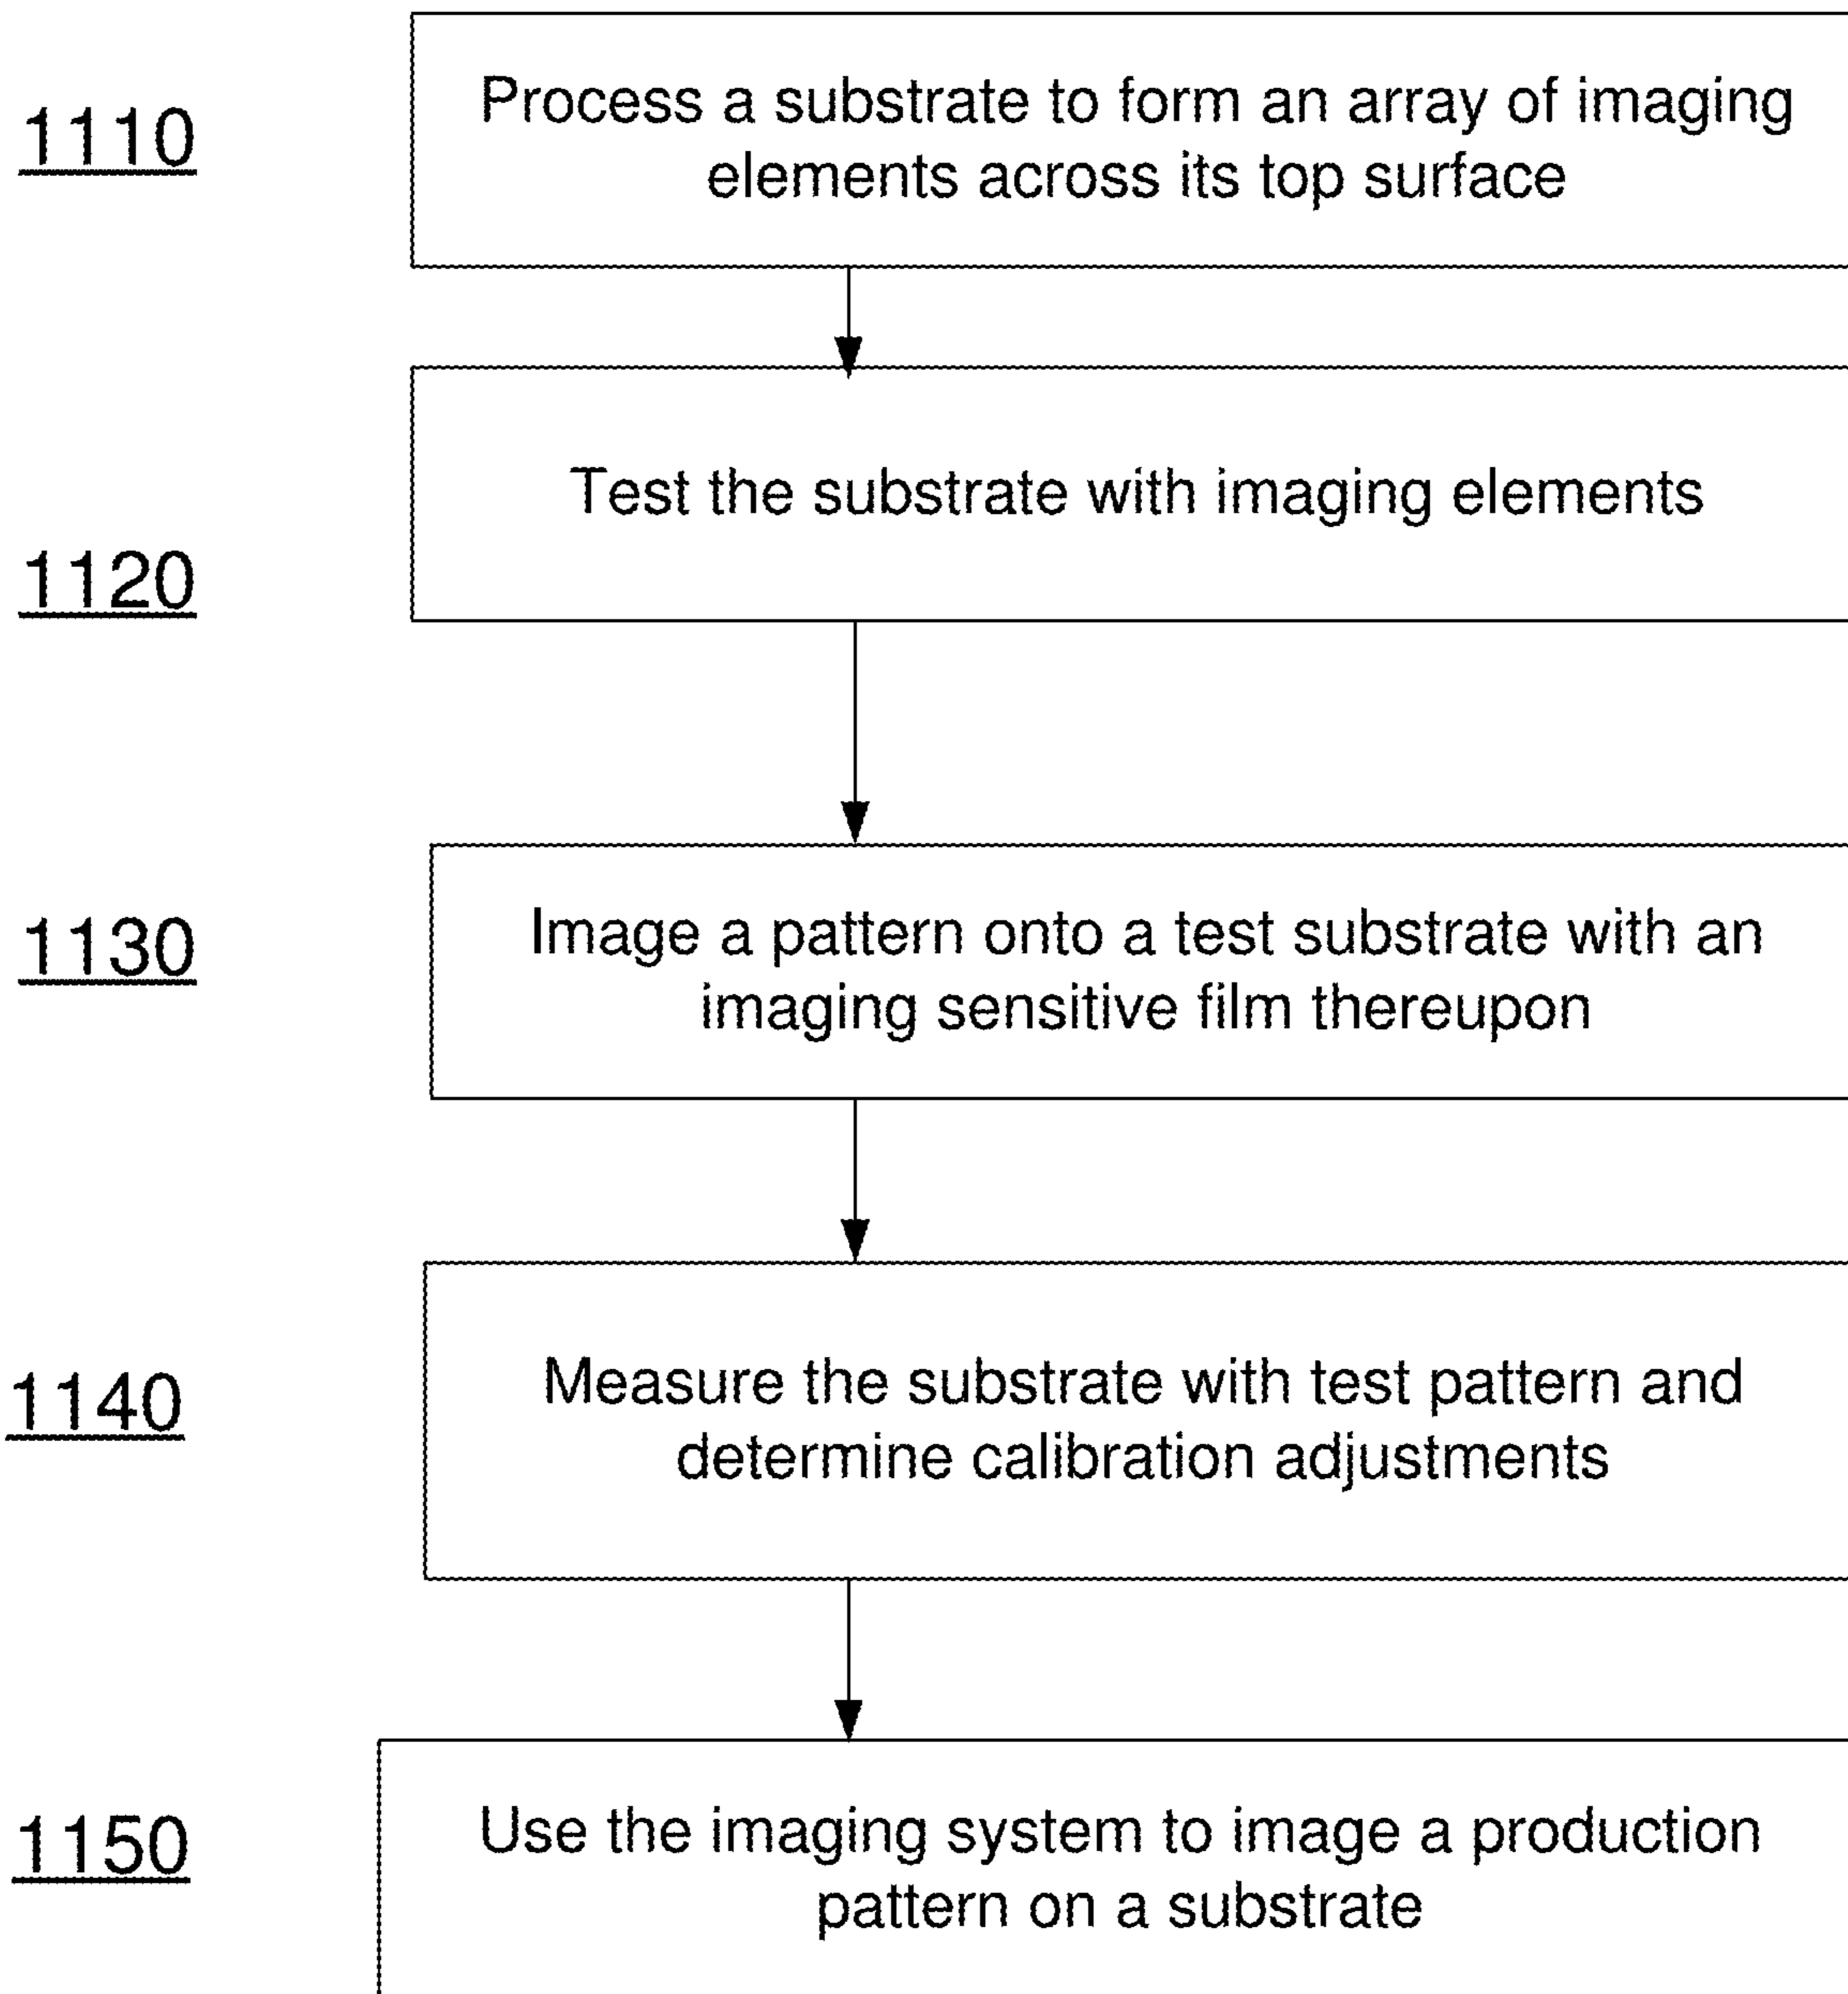 1110
Process a substrate to form an array of imaging
elements across its top surface
Test the substrate with imaging elements
1120
1130
Image a pattern onto a test substrate with an
imaging sensitive film thereupon
1140
Measure the substrate with test pattern and
determine calibration adjustments
1150
Use the imaging system to image a production
pattern on a substrate